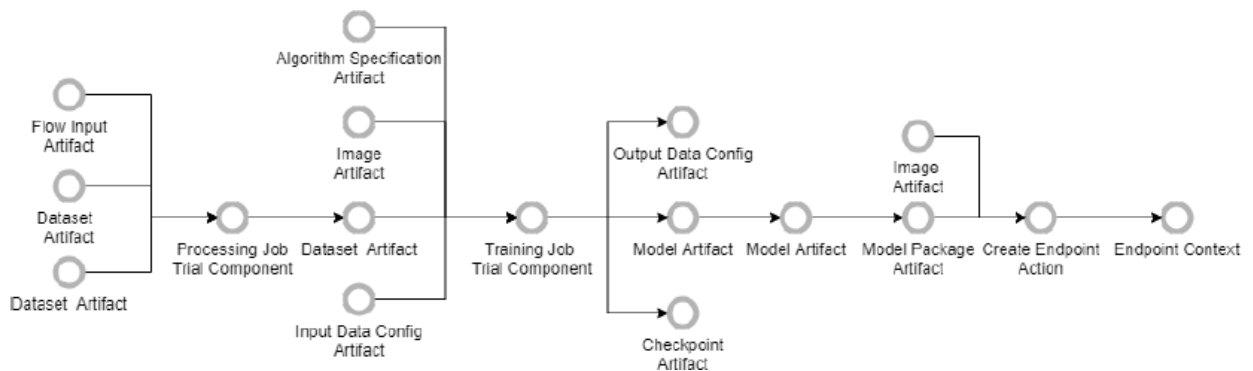 Flow Input
Artifact
Dataset
Artifact
Dataset Artifact
Processing Job
Trial Component
Algorithm Specification
Artifact
Image
Artifact
Dataset Artifact
Input Data Config
Artifact
Training Job
Trial Component
Output Data Config
Artifact
Model Artifact
Checkpoint
Artifact
Model Artifact
Image
Artifact
Model Package
Artifact
Create Endpoint
Action
Endpoint Context